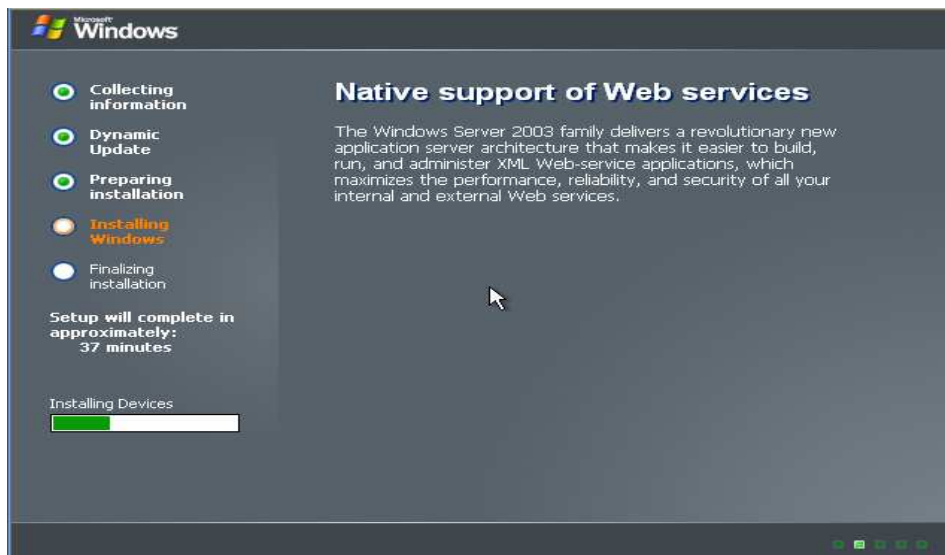 Microsoft
Windows
Collecting
information
Dynamic
Update
Preparing
installation
Installing
Windows
Finalizing
installation
Setup will complete in
approximately:
37 minutes
Installing Devices
Native support of Web services
The Windows Server 2003 family delivers a revolutionary new
application server architecture that makes it easier to build,
run, and administer XML Web-service applications, which
maximizes the performance, reliability, and security of all your
internal and external Web services.